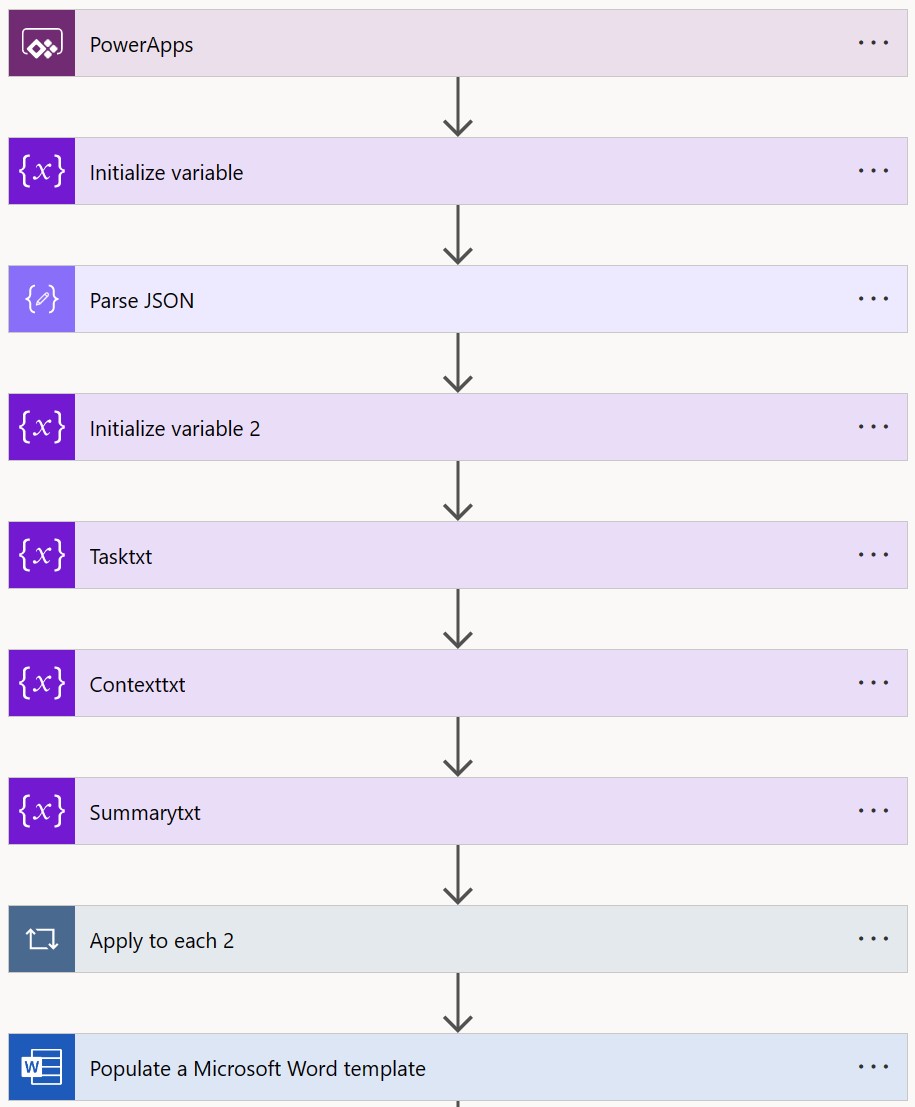 PowerApps
{x} Initialize variable
Parse JSON
{x} Initialize variable 2
{x} Tasktxt
{x} Contexttxt
{x} Summarytxt
Apply to each 2
W Populate a Microsoft Word template